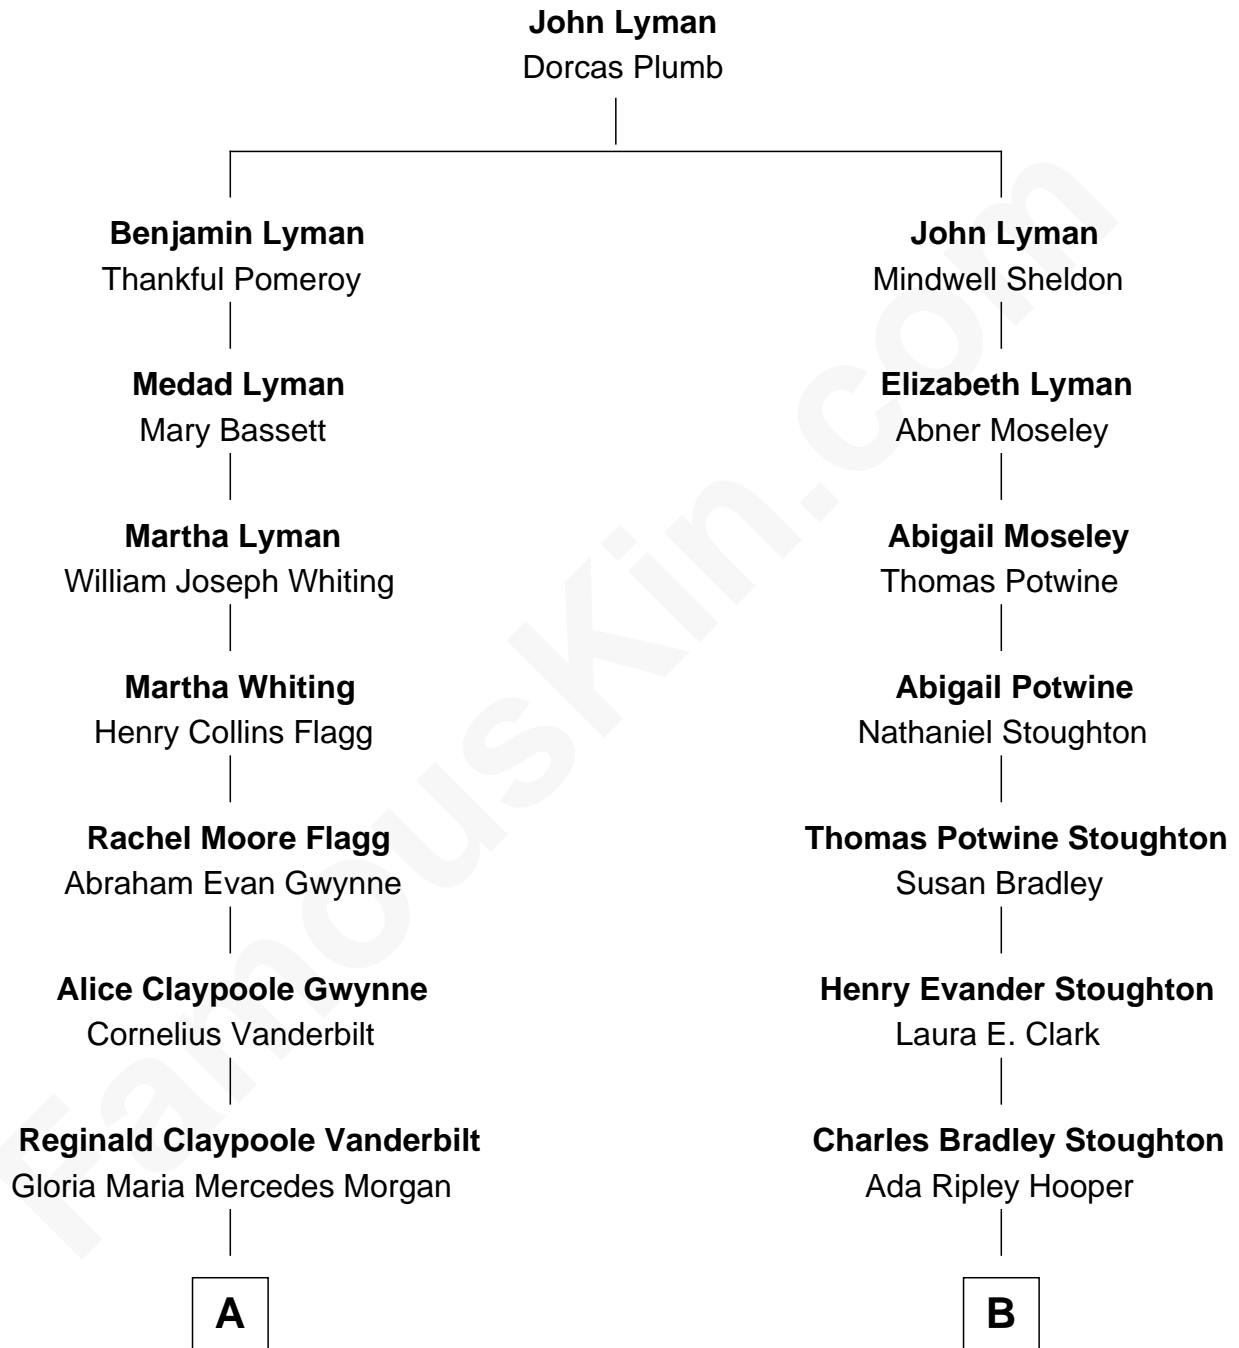 John Lyman
Dorcas Plumb
Benjamin Lyman
Thankful Pomeroy
John Lyman
Mindwell Sheldon
Medad Lyman
Mary Bassett
Elizabeth Lyman
Abner Moseley
Martha Lyman
William Joseph Whiting
Abigail Moseley
Thomas Potwine
Martha Whiting
Henry Collins Flagg
Abigail Potwine
Nathaniel Stoughton
Rachel Moore Flagg
Abraham Evan Gwynne
Thomas Potwine Stoughton
Susan Bradley
Alice Claypoole Gwynne
Cornelius Vanderbilt
Henry Evander Stoughton
Laura E. Clark
Reginald Claypoole Vanderbilt
Gloria Maria Mercedes Morgan
Charles Bradley Stoughton
Ada Ripley Hooper
A
B
FamousKin.com